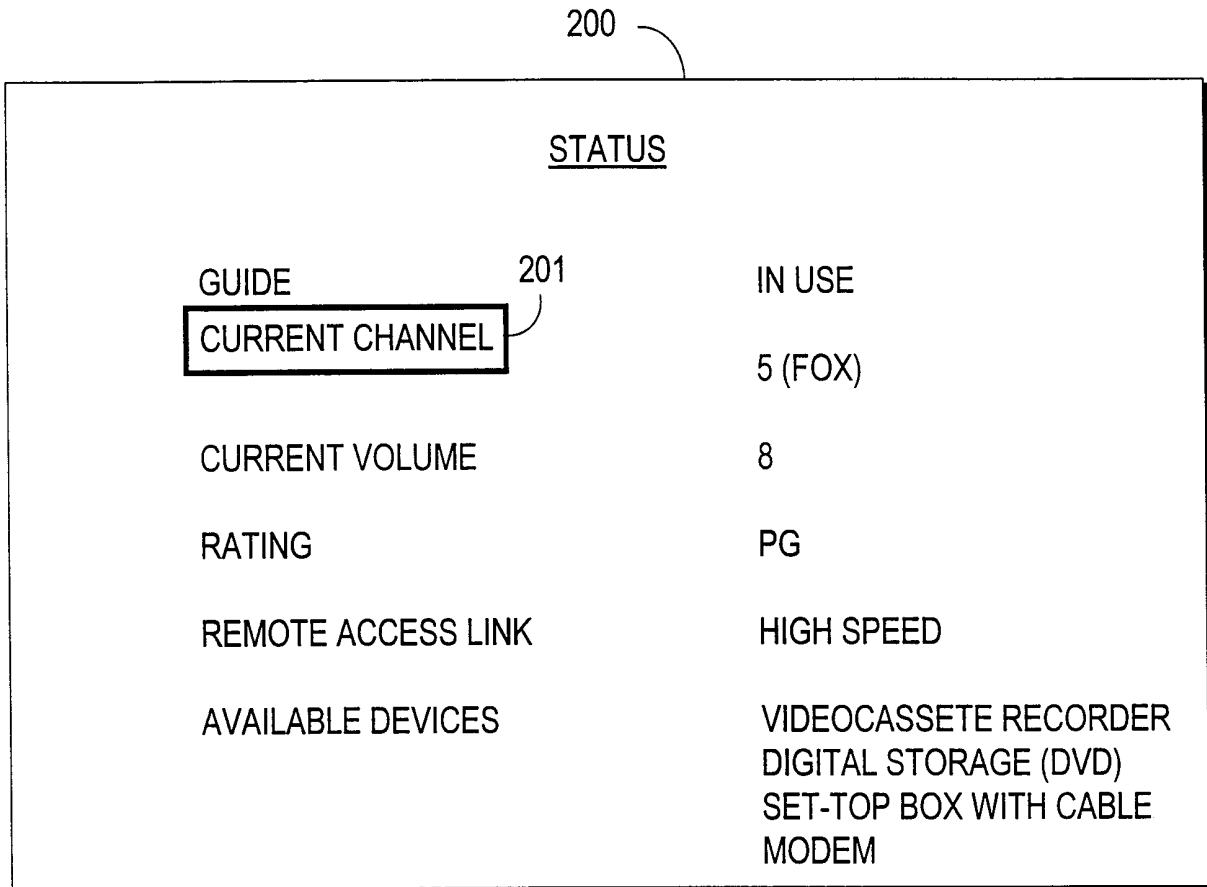 200
STATUS
GUIDE 201 IN USE
CURRENT CHANNEL
5 (FOX)
CURRENT VOLUME 8
RATING PG
REMOTE ACCESS LINK HIGH SPEED
AVAILABLE DEVICES VIDEOCASSETE RECORDER
DIGITAL STORAGE (DVD)
SET-TOP BOX WITH CABLE
MODEM